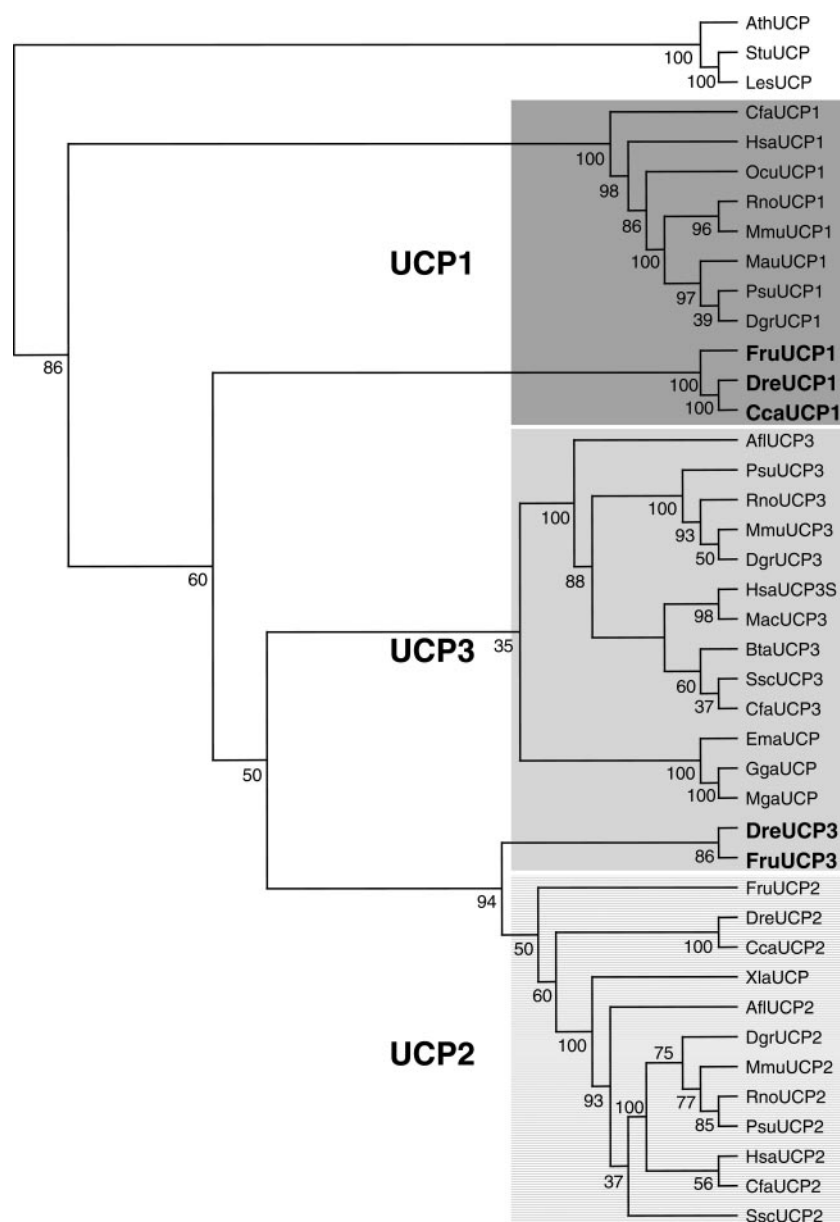 AthUCP
StuUCP
100
LesUCP
100
CfaUCP1
HsaUCP1
100
OcuUCP1
98
RnoUCP1
86
MmuUCP1
96
100
UCP1
MauUCP1
PsuUCP1
97
DgrUCP1
39
FruUCP1
86
DreUCP1
100
CcaUCP1
100
AflUCP3
PsuUCP3
RnoUCP3
100
100
MmuUCP3
93
DgrUCP3
50
60
88
HsaUCP3S
MacUCP3
98
UCP3
35
BtaUCP3
SscUCP3
60
CfaUCP3
37
EmaUCP
GgaUCP
50
100
MgaUCP
100
DreUCP3
FruUCP3
86
FruUCP2
94
DreUCP2
50
CcaUCP2
100
XlaUCP
60
AflUCP2
DgrUCP2
100
UCP2
75
MmuUCP2
RnoUCP2
93
77
100
PsuUCP2
85
HsaUCP2
37
CfaUCP2
56
SscUCP2